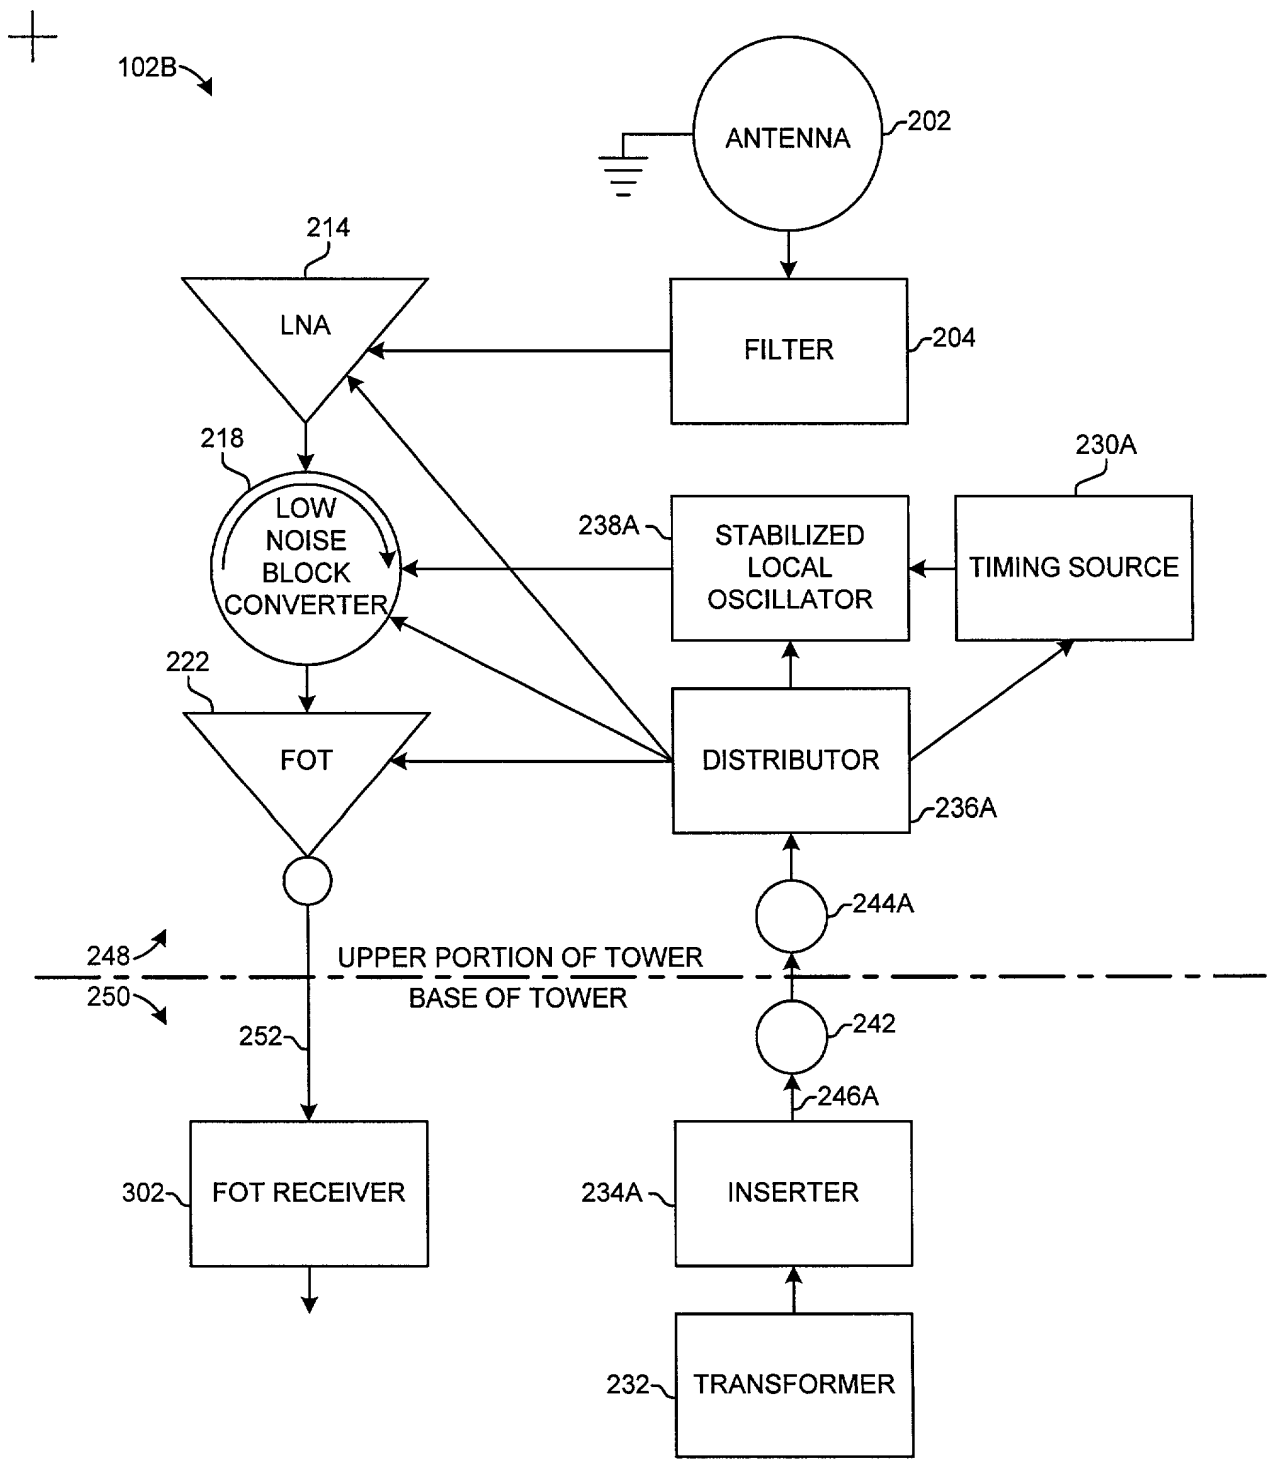 102B
ANTENNA
202
214
LNA
FILTER
204
218
LOW
NOISE
BLOCK
CONVERTER
238A
STABILIZED
LOCAL
OSCILLATOR
230A
TIMING SOURCE
222
FOT
DISTRIBUTOR
236A
244A
248
UPPER PORTION OF TOWER
250
BASE OF TOWER
252
242
246A
302
FOT RECEIVER
234A
INSERTER
232
TRANSFORMER